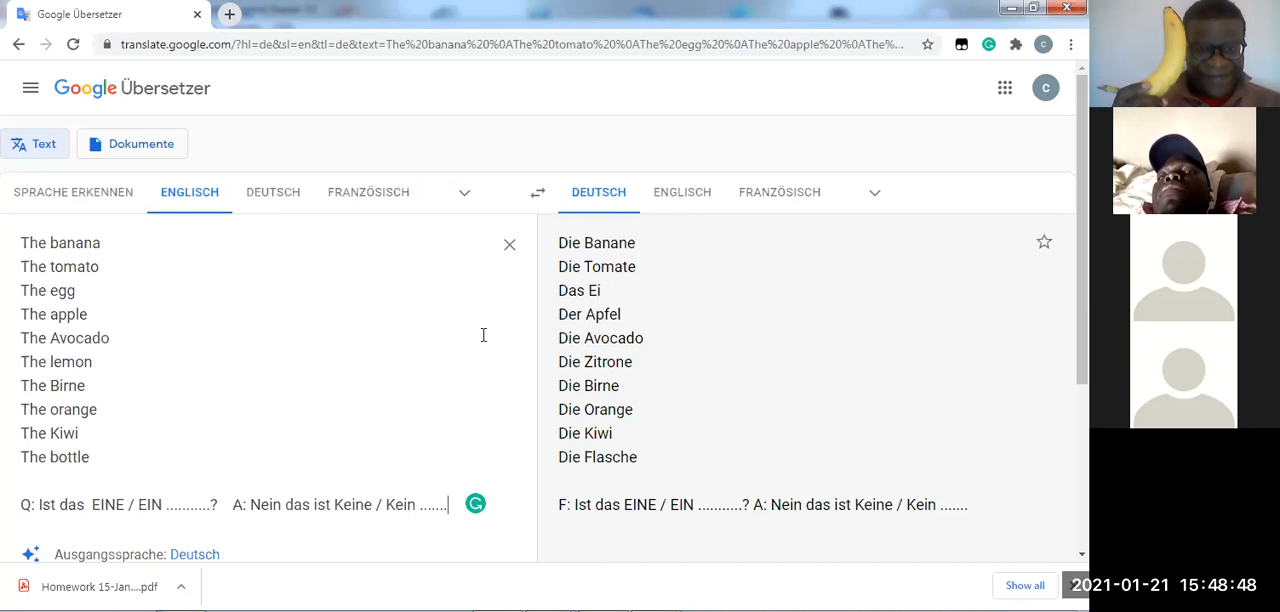 Google Übersetzer
translate.google.com/?hl=de&sl=en&tl=de&text=The%20banana%20%0AThe%20tomato%20%0AThe%20egg%20%0AThe%20apple%20%0AThe%...
C
Google Übersetzer
C
Text
Dokumente
SPRACHE ERKENNEN ENGLISCH DEUTSCH FRANZÖSISCH
DEUTSCH ENGLISCH FRANZÖSISCH
The banana
The tomato
The egg
The apple
The Avocado
The lemon
The Birne
The orange
The Kiwi
The bottle
Q: Ist das EINE / EIN ...........? A: Nein das ist Keine / Kein .......
Die Banane
Die Tomate
Das Ei
Der Apfel
Die Avocado
Die Zitrone
Die Birne
Die Orange
Die Kiwi
Die Flasche
F: Ist das EINE / EIN ...........? A: Nein das ist Keine / Kein .......
Ausgangssprache: Deutsch
Homework 15-Jan....pdf
Show all
2021-01-21 15:48:48